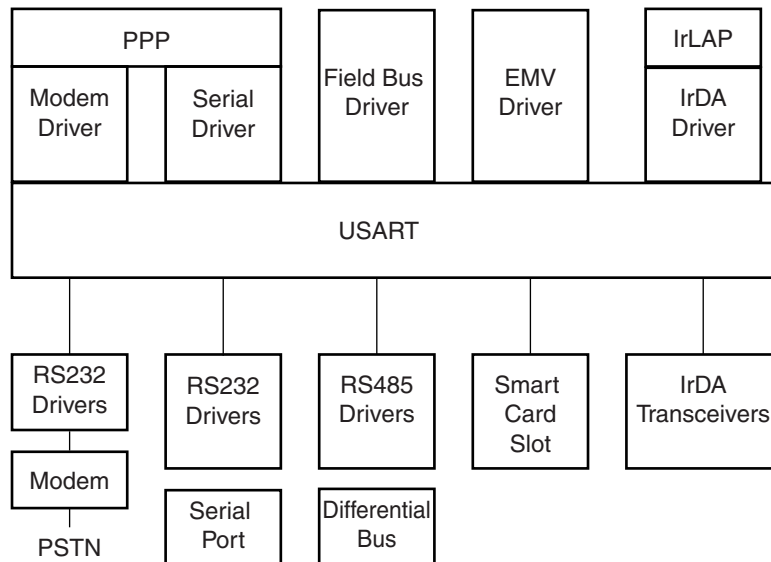 PPP
IrLAP
Modem
Driver
Serial
Driver
Field Bus
Driver
EMV
Driver
IrDA
Driver
USART
RS232
Drivers
RS232
Drivers
RS485
Drivers
Smart
Card
Slot
IrDA
Transceivers
Modem
PSTN
Serial
Port
Differential
Bus